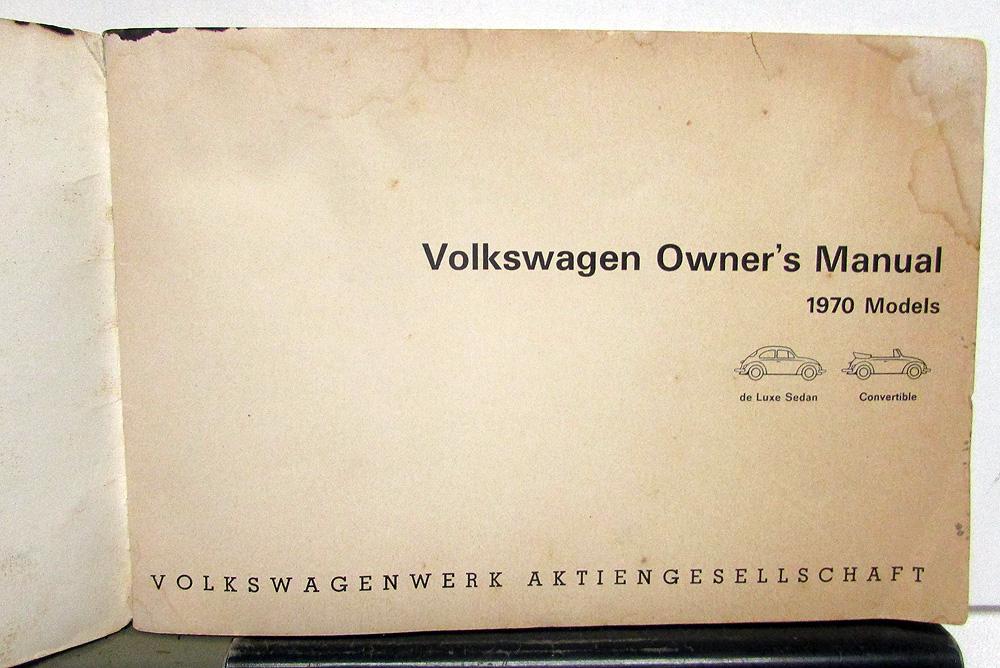 Volkswagen Owner's Manual
1970 Models
de Luxe Sedan Convertible
VOLKSWAGENWERK AKTIENGESELLSCHAFT